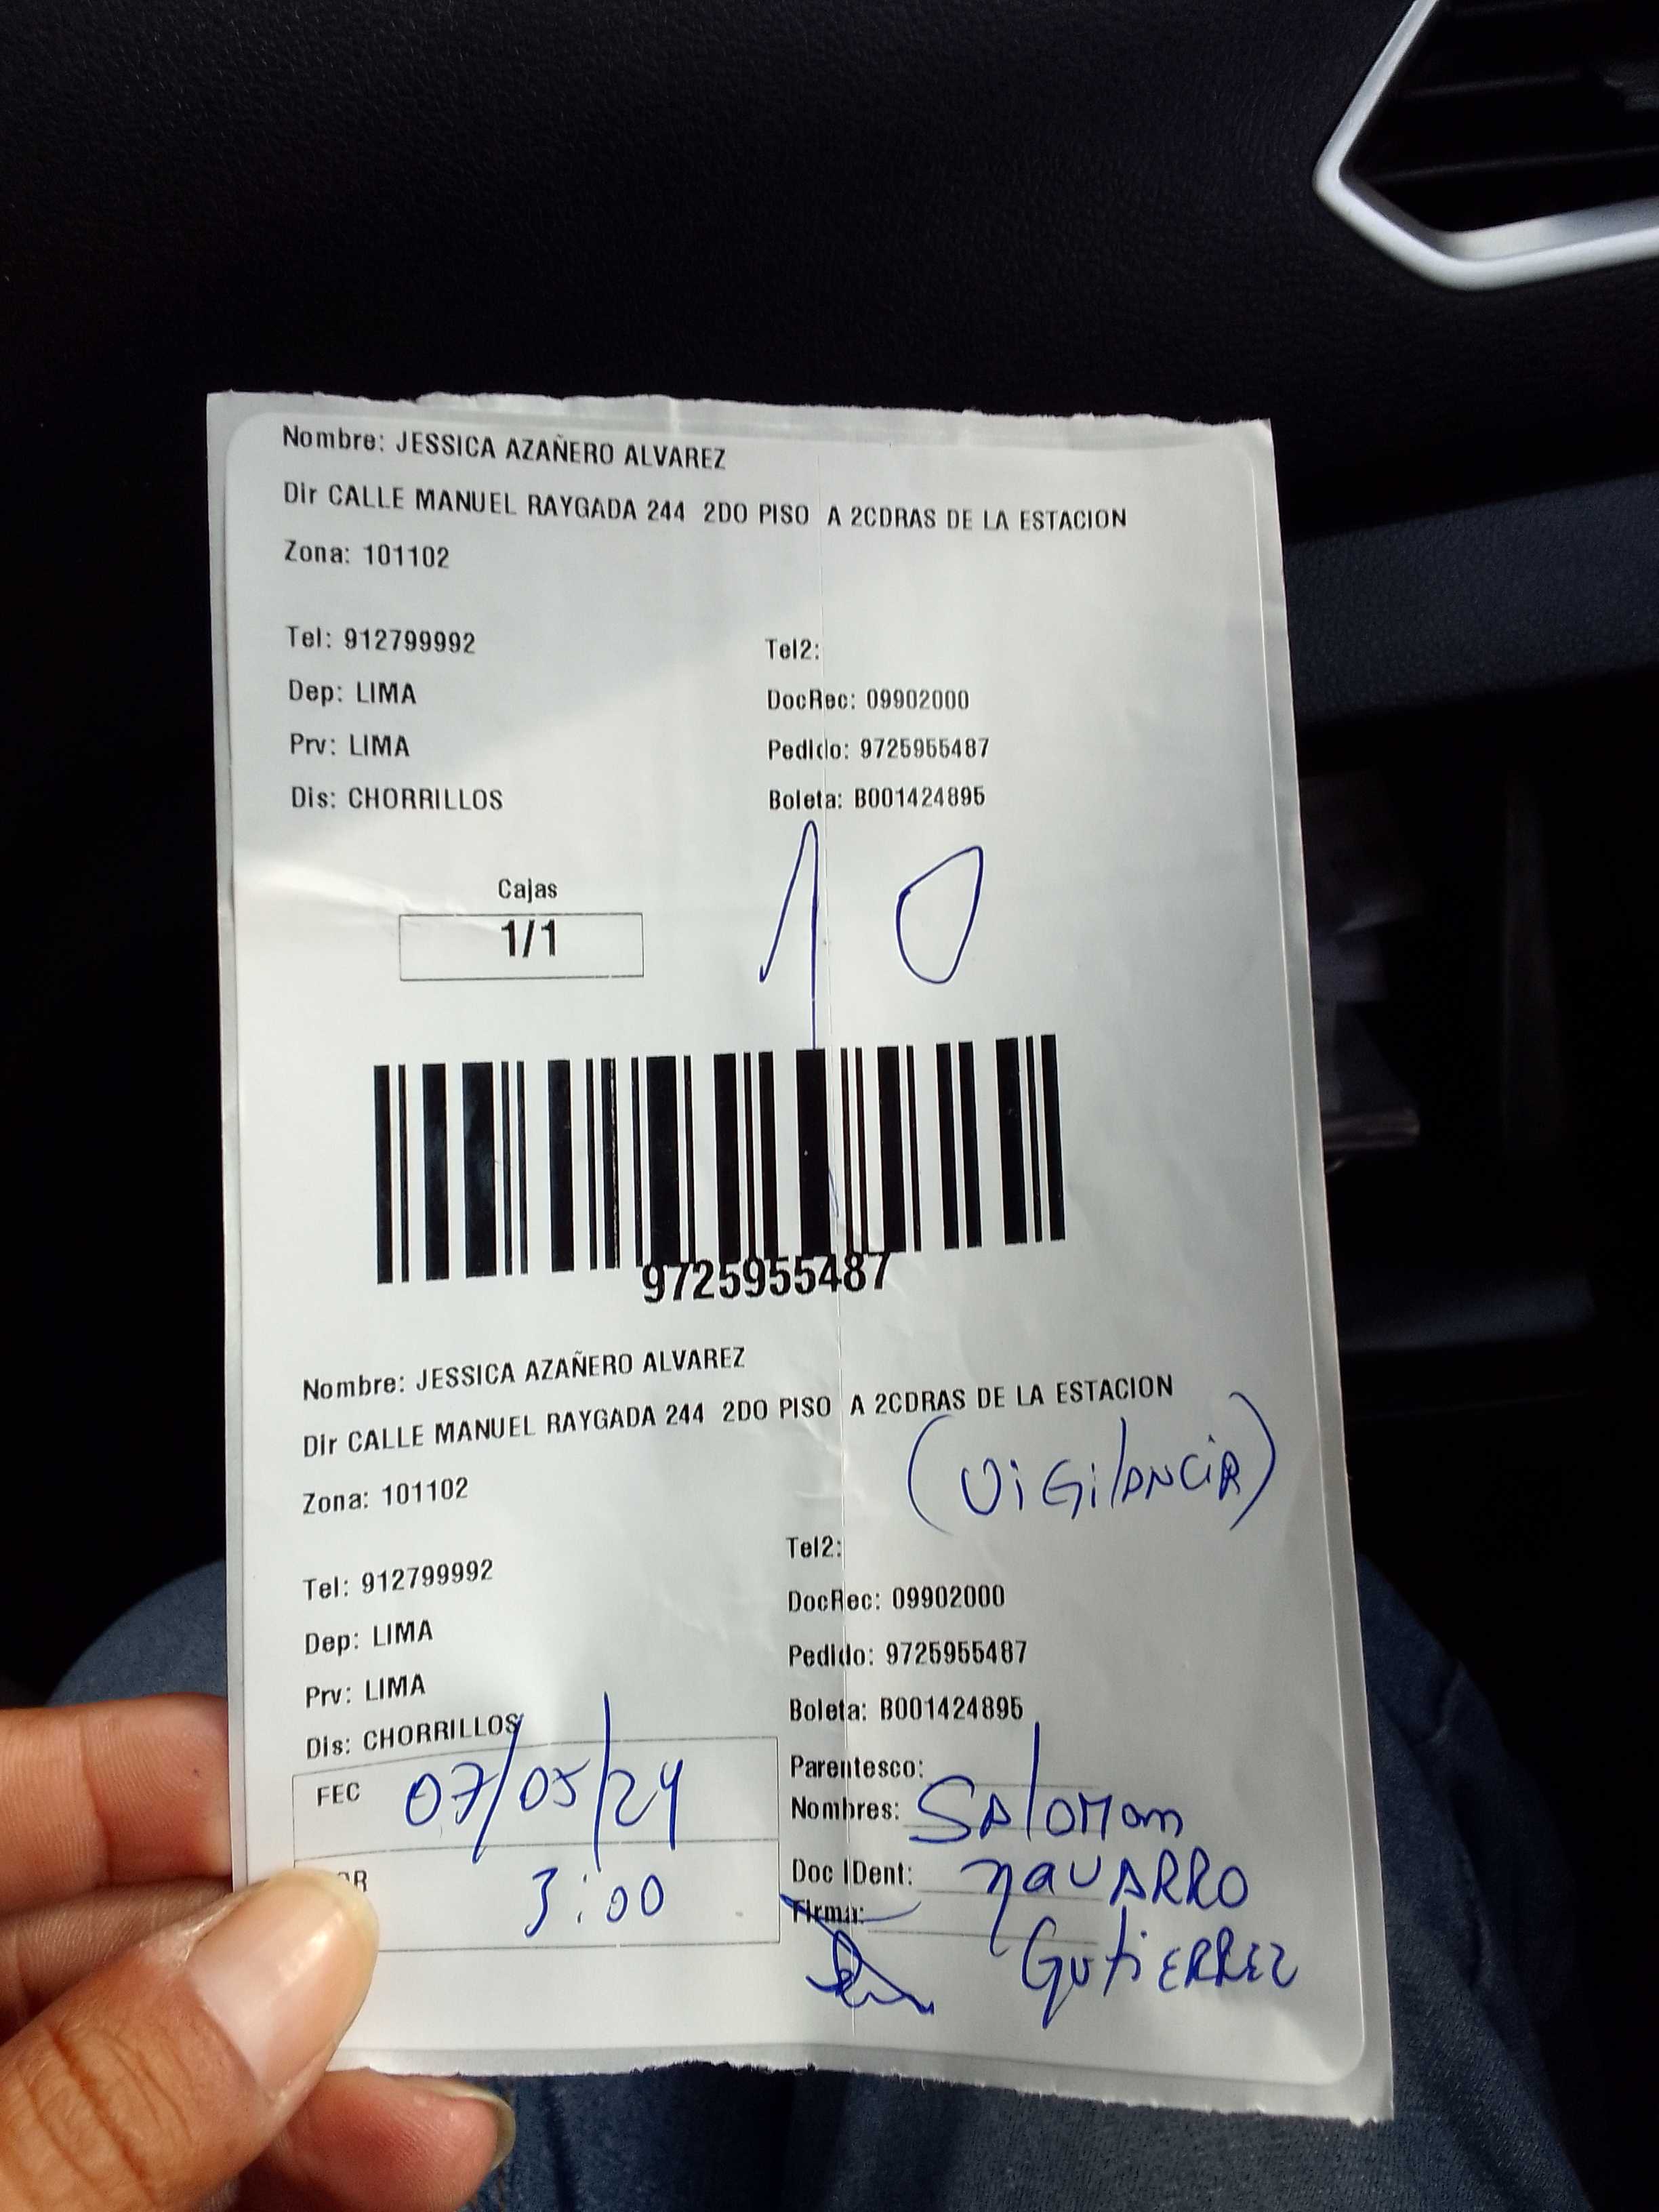 Nombre: JESSICA AZAÑERO ALVAREZ
Dir CALLE MANUEL RAYGADA 244 2DO PISO A 2CDRAS DE LA ESTACION
Zona: 101102
Tel: 912799992
Tel2:
Dep: LIMA
DocRec: 09902000
Prv: LIMA
Pedido: 9725955487
Dis: CHORRILLOS
Boleta: B001424895
Cajas
1/1
10
9725955487
Nombre: JESSICA AZAÑERO ALVAREZ
Dir CALLE MANUEL RAYGADA 244 2DO PISO A 2CDRAS DE LA ESTACION
(ViGilANCiA)
Zona: 101102
Tel2:
Tel: 912799992
DocRec: 09902000
Dep: LIMA
Pedido: 9725955487
Prv: LIMA
Boleta: B001424895
Dis: CHORRILLOS
Parentesco:
FEC 07/05/24
Nombres: SAlOMon
Doc IDent: NaVARRO
3:00
Firma:
GutiERREZ